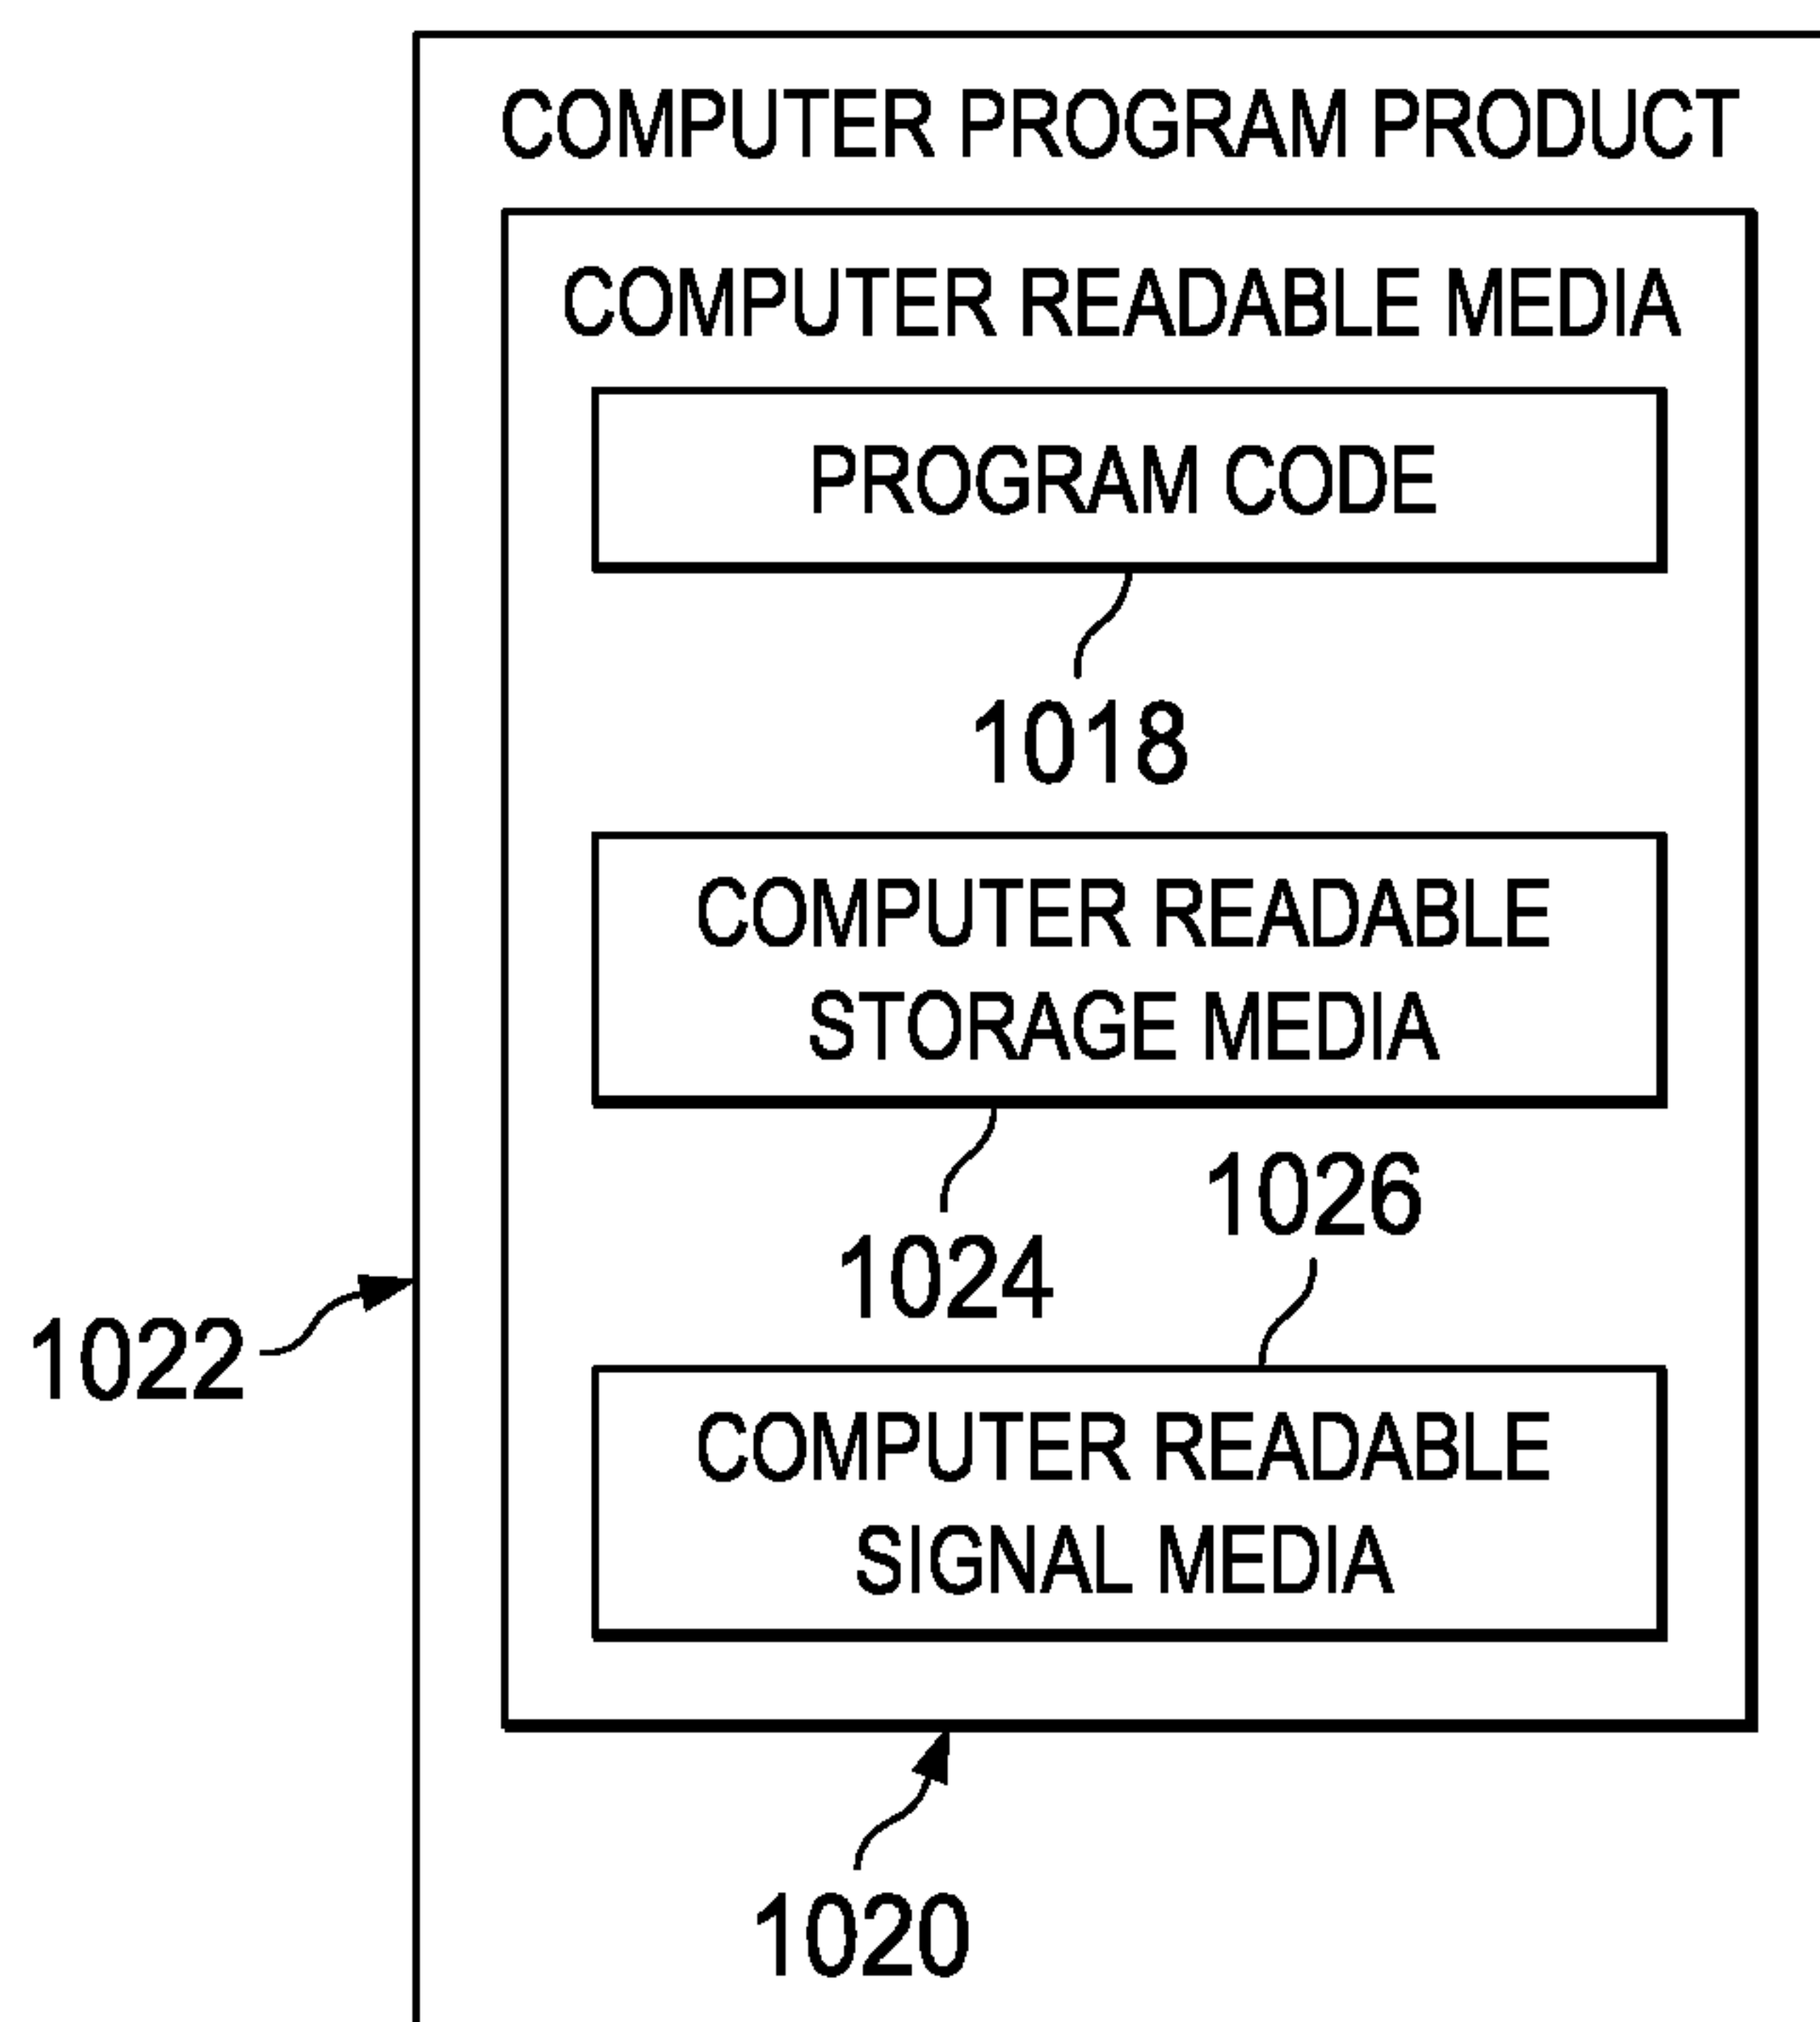 COMPUTER PROGRAM PRODUCT
COMPUTER READABLE MEDIA
PROGRAM CODE
1018
COMPUTER READABLE
STORAGE MEDIA
1026
1024
1022
COMPUTER READABLE
SIGNAL MEDIA
1020